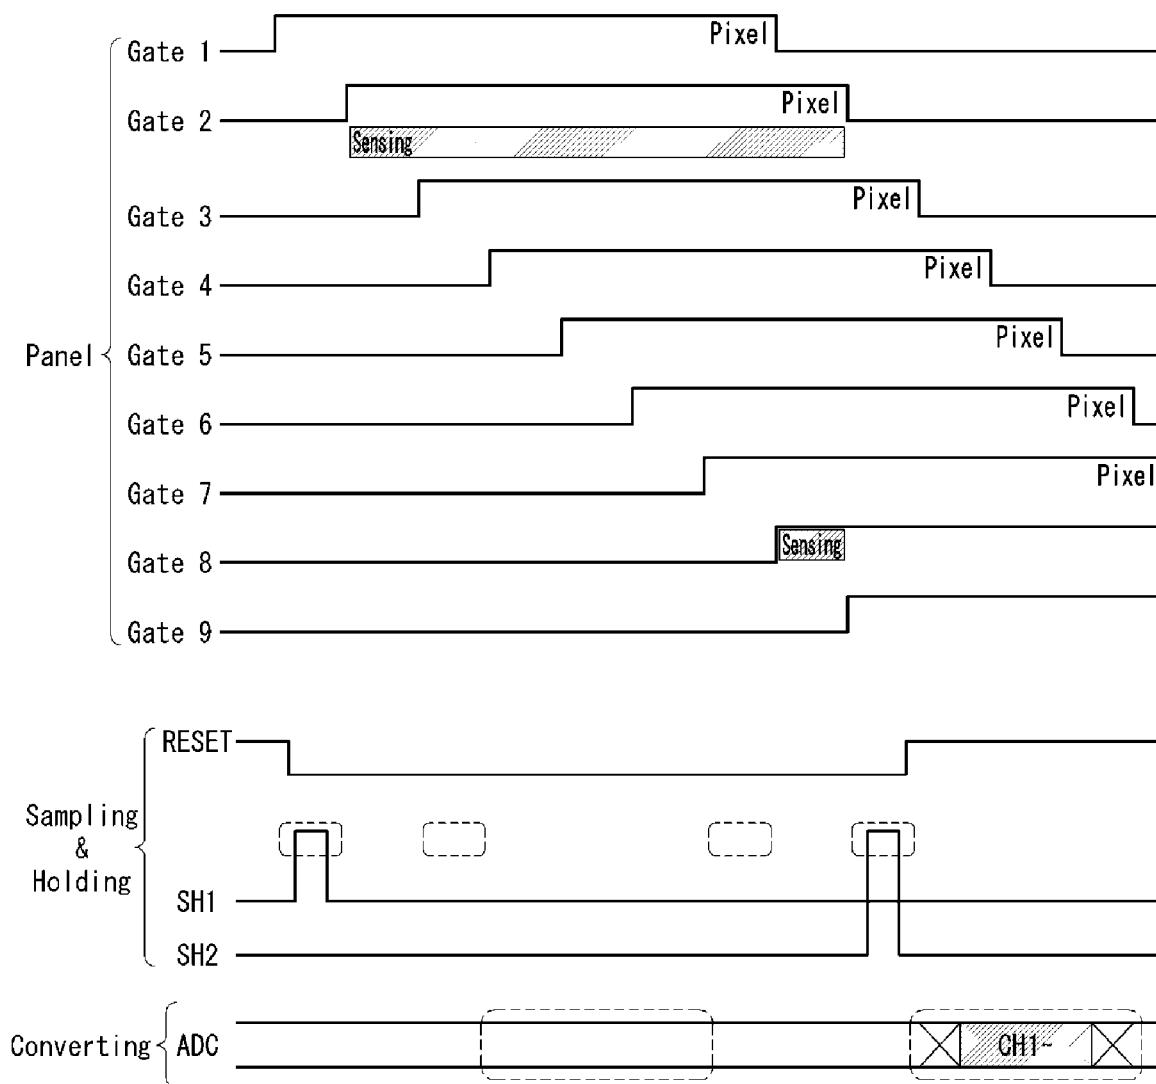 Gate 1
Pixel
Gate 2
Pixel
Sensing
Gate 3
Pixel
Gate 4
Pixel
Panel
Gate 5
Pixel
Gate 6
Pixel
Gate 7
Pixel
Gate 8
Sensing
Gate 9
RESET
Sampling
&
Holding
SH1
SH2
Converting
ADC
CH1~